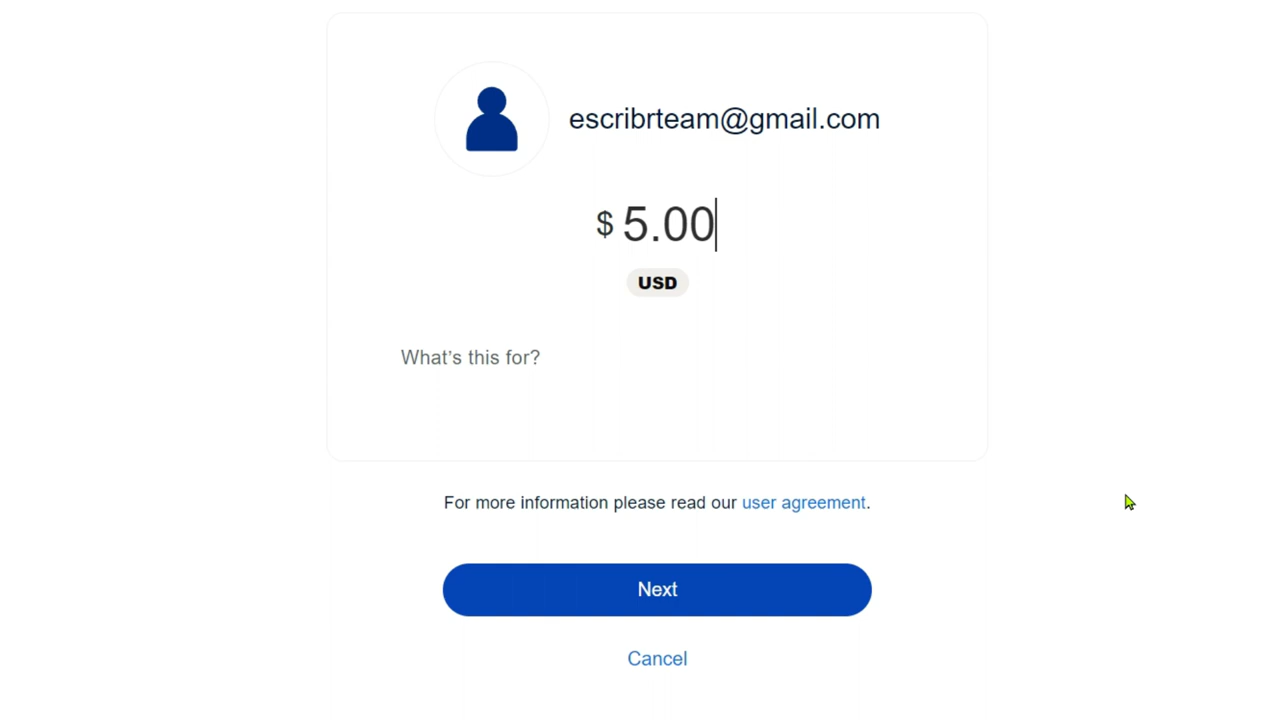 escribrteam@gmail.com
$ 5.00
USD
What's this for?
For more information please read our user agreement.
Next
Cancel